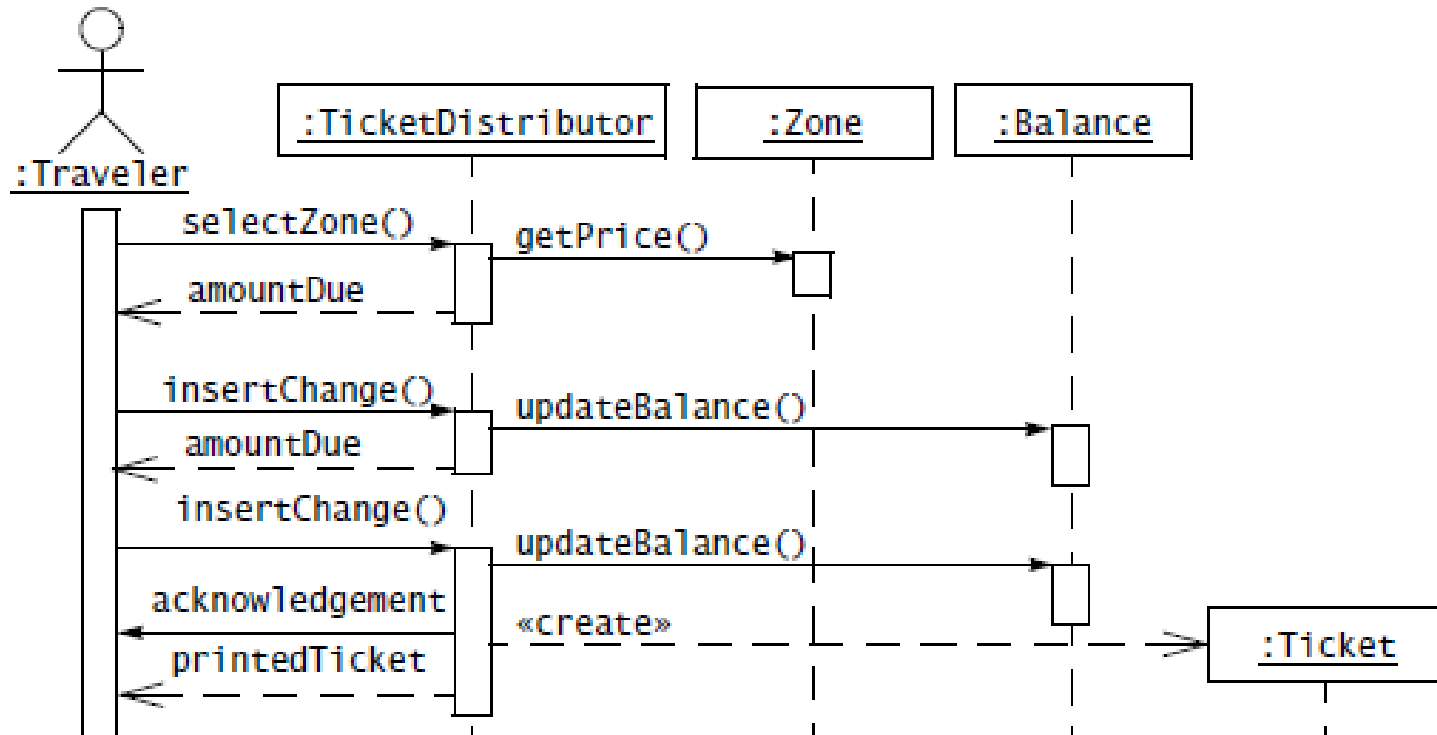 :TicketDistributor
:Zone
:Balance
:Traveler
selectZone()
getPrice()
amountDue
insertChange()
updateBalance()
amountDue
insertChange()
updateBalance()
acknowledgement
«create»
:Ticket
printedTicket